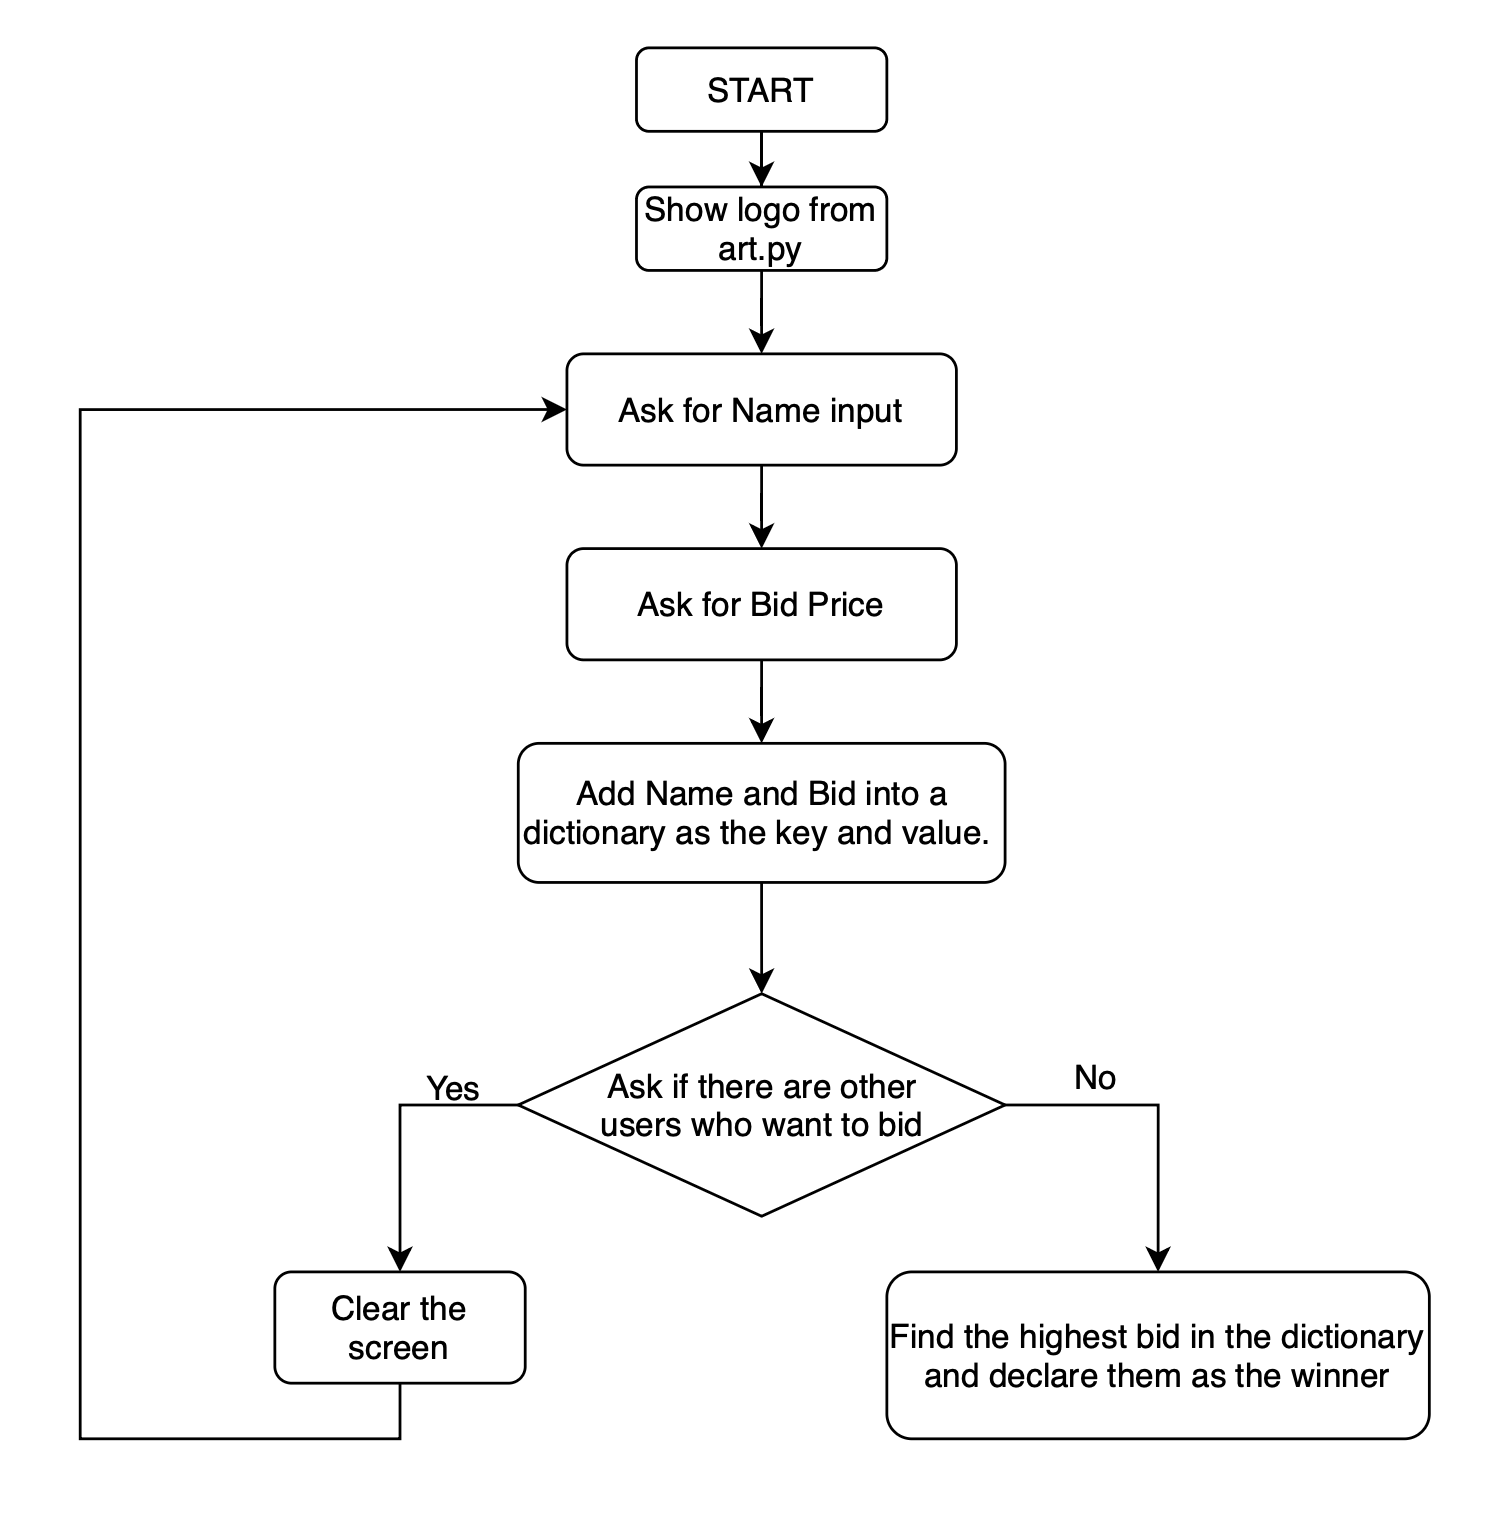 START
Show logo from
art.py
Ask for Name input
Ask for Bid Price
Add Name and Bid into a
dictionary as the key and value.
Ask if there are other
users who want to bid
Yes
No
Clear the
screen
Find the highest bid in the dictionary
and declare them as the winner